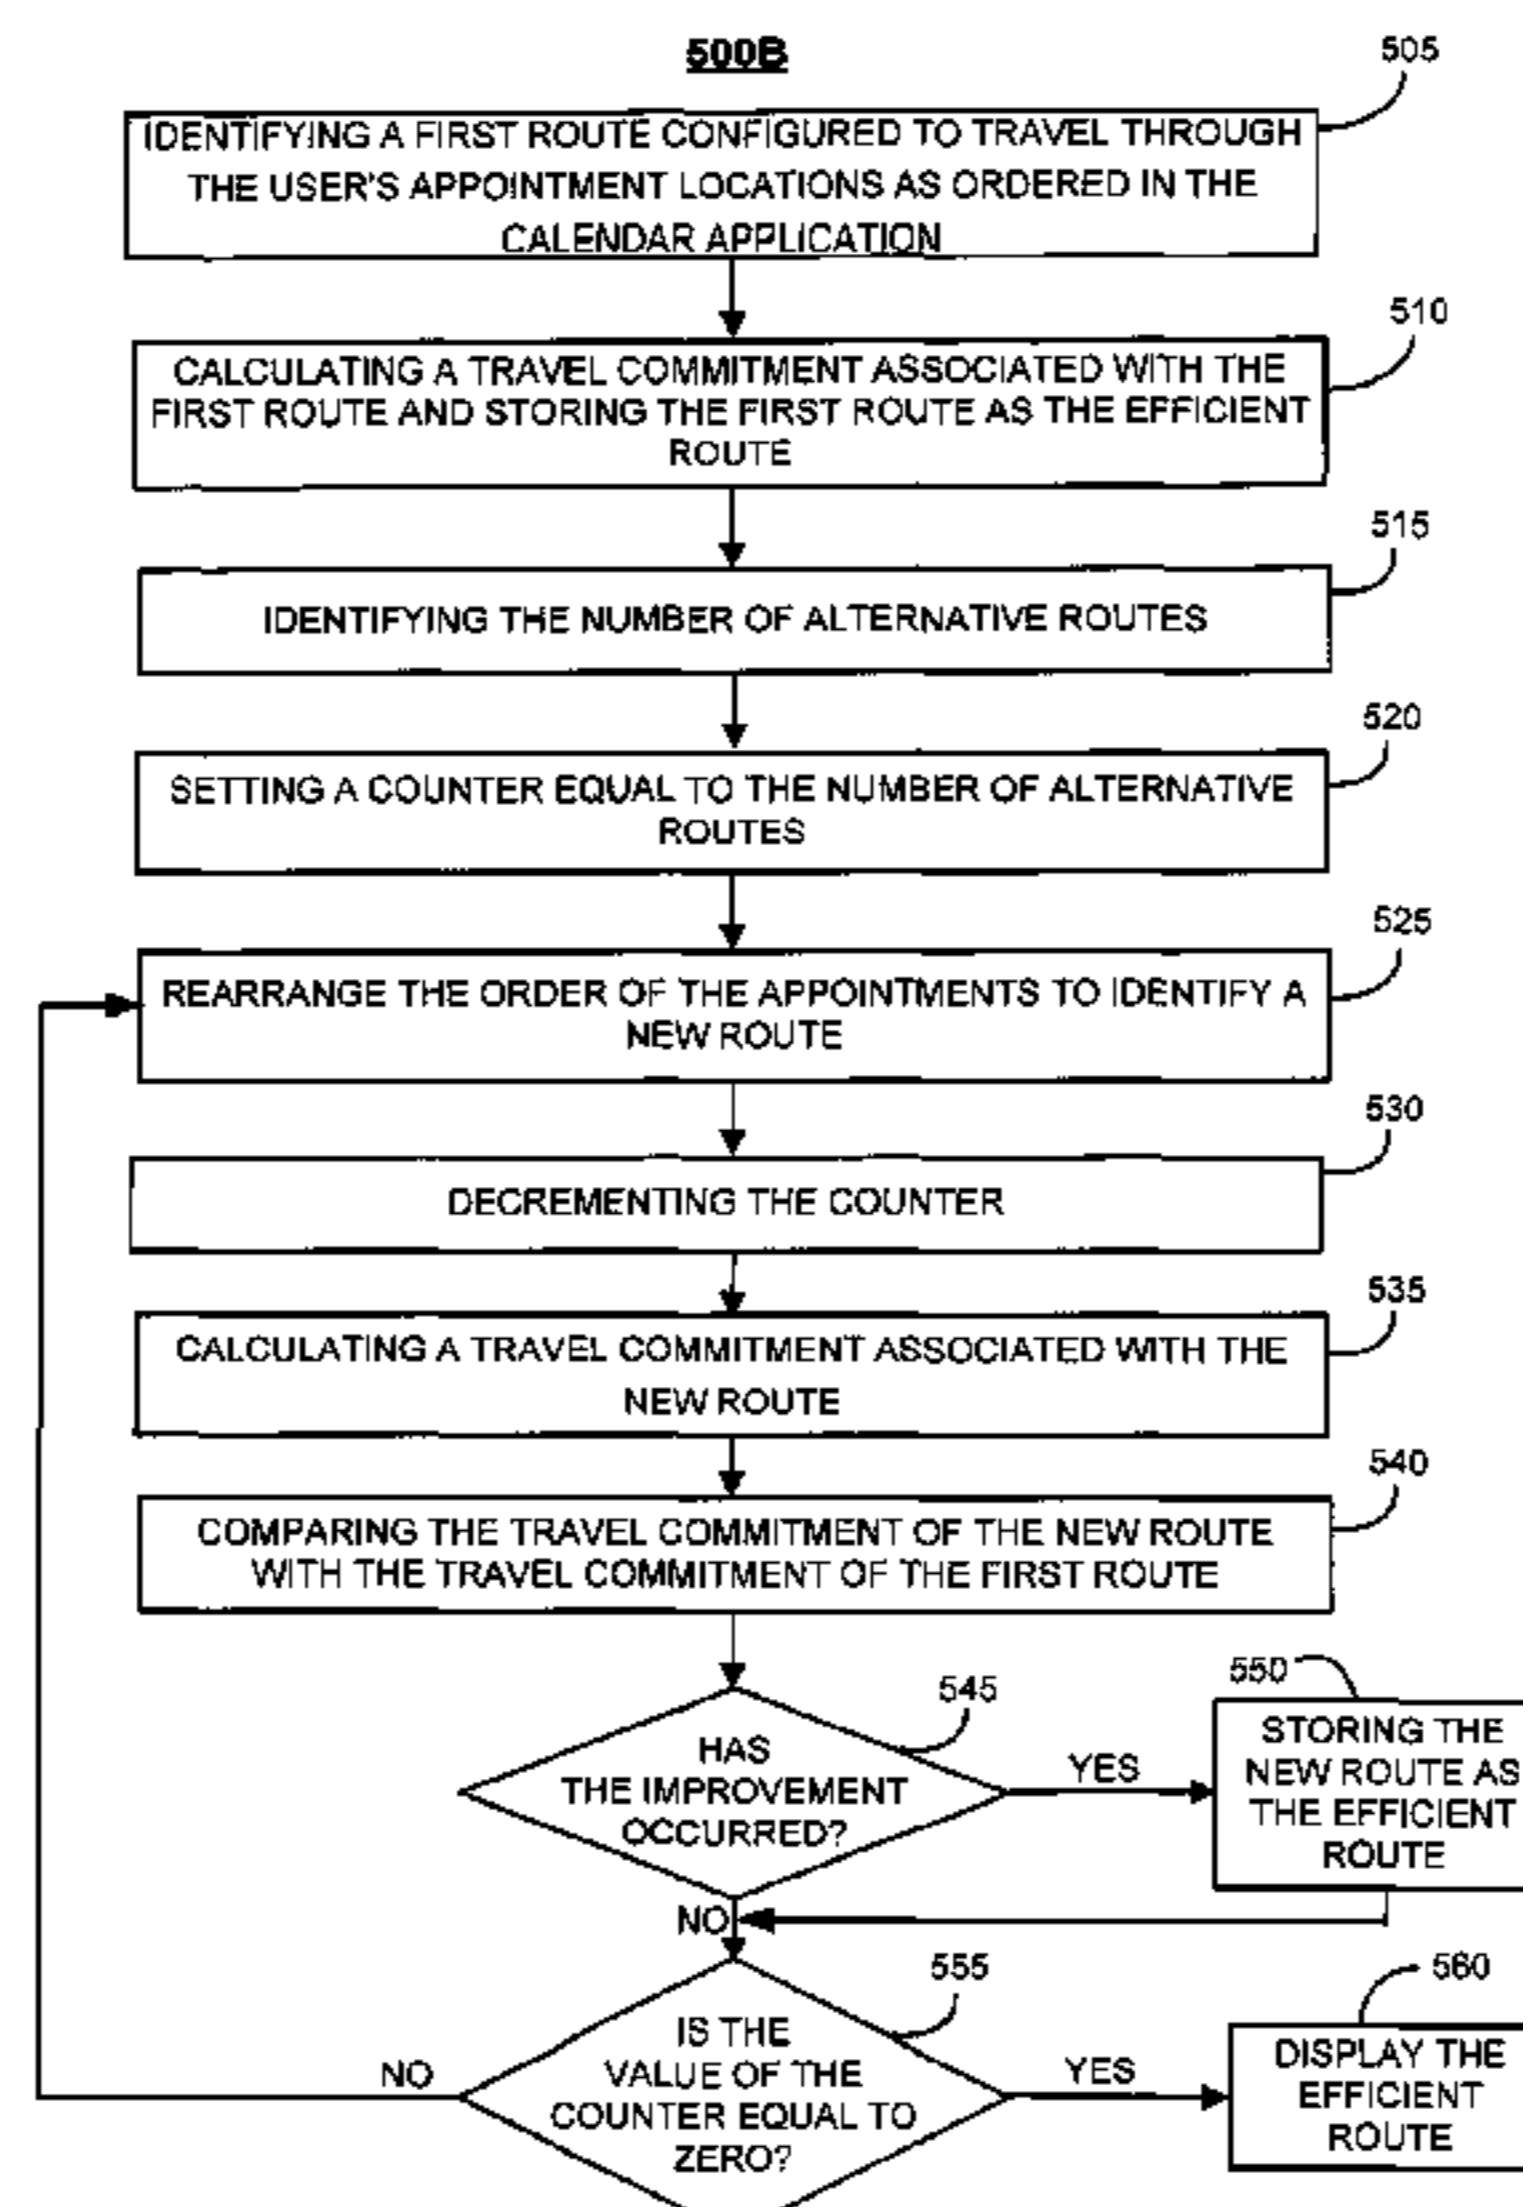 500B
505
IDENTIFYING A FIRST ROUTE CONFIGURED TO TRAVEL THROUGH
THE USER'S APPOINTMENT LOCATIONS AS ORDERED IN THE
CALENDAR APPLICATION
510
CALCULATING A TRAVEL COMMITMENT ASSOCIATED WITH THE
FIRST ROUTE AND STORING THE FIRST ROUTE AS THE EFFICIENT
ROUTE
515
IDENTIFYING THE NUMBER OF ALTERNATIVE ROUTES
520
SETTING A COUNTER EQUAL TO THE NUMBER OF ALTERNATIVE
ROUTES
525
REARRANGE THE ORDER OF THE APPOINTMENTS TO IDENTIFY A
NEW ROUTE
530
DECREMENTING THE COUNTER
535
CALCULATING A TRAVEL COMMITMENT ASSOCIATED WITH THE
NEW ROUTE
540
COMPARING THE TRAVEL COMMITMENT OF THE NEW ROUTE
WITH THE TRAVEL COMMITMENT OF THE FIRST ROUTE
545
HAS
THE IMPROVEMENT
OCCURRED?
YES
550
STORING THE
NEW ROUTE AS
THE EFFICIENT
ROUTE
NO
555
IS THE
VALUE OF THE
COUNTER EQUAL TO
ZERO?
NO
YES
560
DISPLAY THE
EFFICIENT
ROUTE